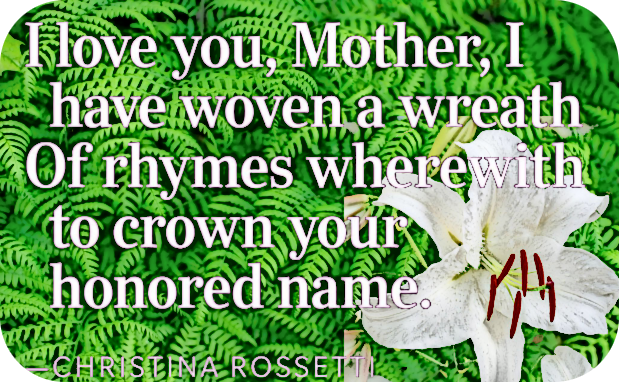 I love you, Mother, I
have woven a wreath
Of rhymes wherewith
to crown your
honored name.
—CHRISTINA ROSSETTI